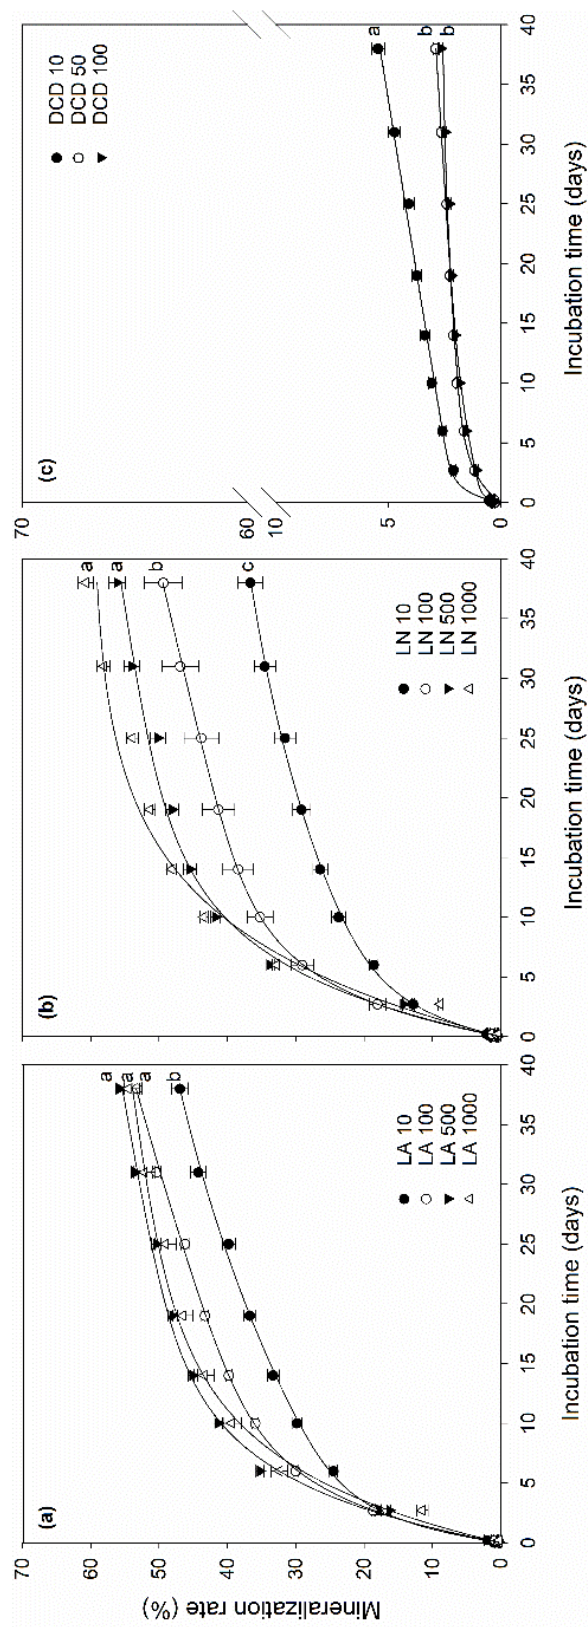 Mineralization rate (%)
70
60
50
40
30
20
10
0
(a)
a
a
a
b
LA 10
LA 100
LA 500
LA 1000
0
5
10
15
20
25
30
35
40
Incubation time (days)
(b)
a
a
b
c
LN 10
LN 100
LN 500
LN 1000
0
5
10
15
20
25
30
35
40
Incubation time (days)
70
60
10
5
0
(c)
a
b
b
DCD 10
DCD 50
DCD 100
0
5
10
15
20
25
30
35
40
Incubation time (days)